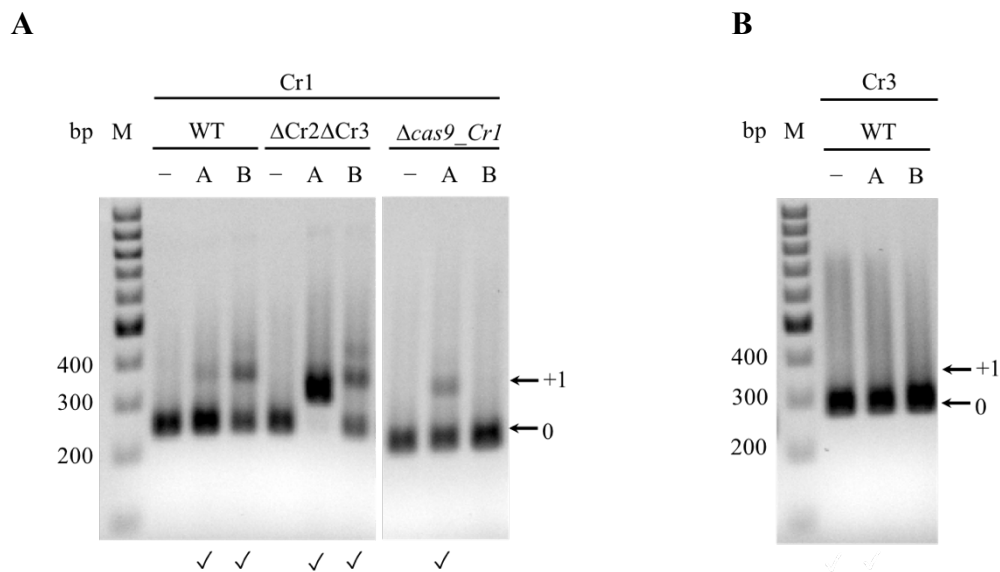 A
B
Cr1
Cr3
bp M WT ΔCr2ΔCr3 Δcas9_Cr1
bp M WT
− A B − A B − A B
− A B
400
300
200
+1
0
400
300
200
+1
0
✓ ✓ ✓ ✓ ✓